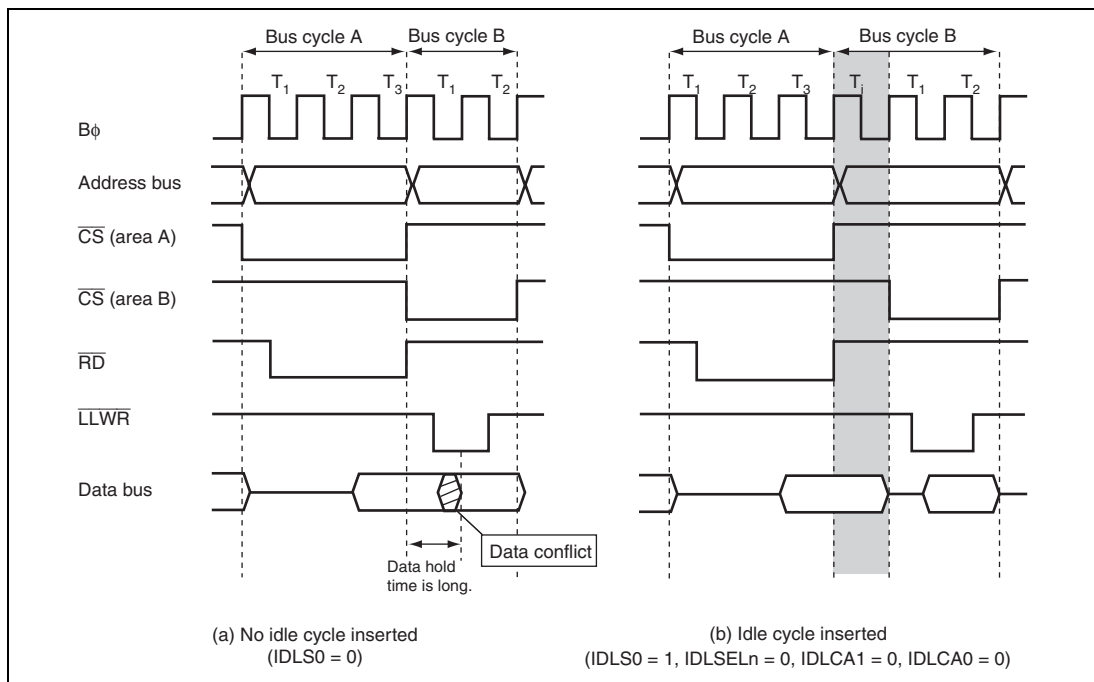 Bus cycle A Bus cycle B
Bus cycle A Bus cycle B
T1 T2 T3 T1 T2
T1 T2 T3 Ti T1 T2
Bφ
Address bus
CS (area A)
CS (area B)
RD
LLWR
Data bus
Data conflict
Data hold
time is long.
(a) No idle cycle inserted
(IDLS0 = 0)
(b) Idle cycle inserted
(IDLS0 = 1, IDLSELn = 0, IDLCA1 = 0, IDLCA0 = 0)